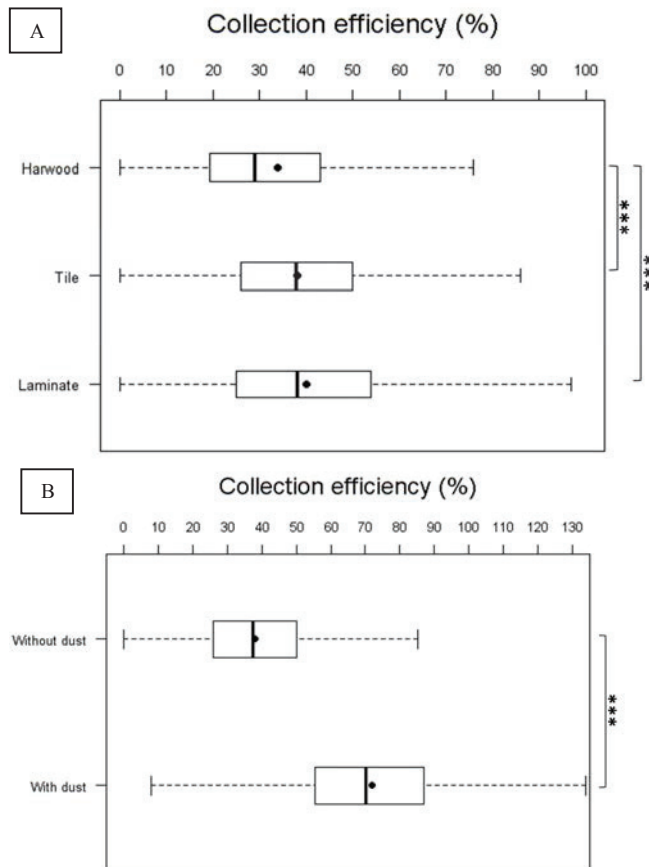 A
Collection efficiency (%)
0 10 20 30 40 50 60 70 80 90 100
Harwood
***
Tile
***
Laminate
B
Collection efficiency (%)
0 10 20 30 40 50 60 70 80 90 100 110 120 130
Without dust
***
With dust